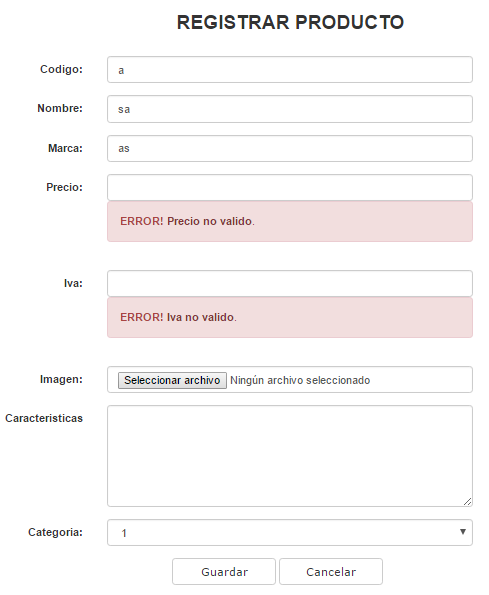 REGISTRAR PRODUCTO
Codigo: a
Nombre: sa
Marca: as
Precio:
ERROR! Precio no valido.
Iva:
ERROR! Iva no valido.
Imagen: Seleccionar archivo Ningún archivo seleccionado
Caracteristicas
Categoria: 1
Guardar Cancelar